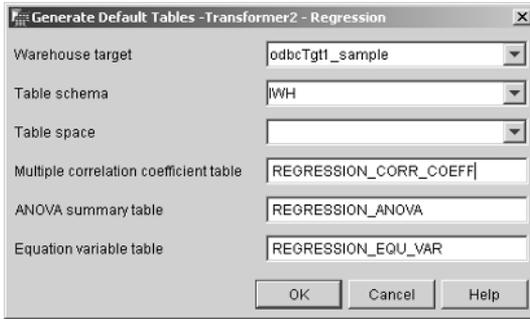 Generate Default Tables -Transformer2 - Regression
Warehouse target odbcTgt1_sample
Table schema IWH
Table space
Multiple correlation coefficient table REGRESSION_CORR_COEFF
ANOVA summary table REGRESSION_ANOVA
Equation variable table REGRESSION_EQU_VAR
OK Cancel Help